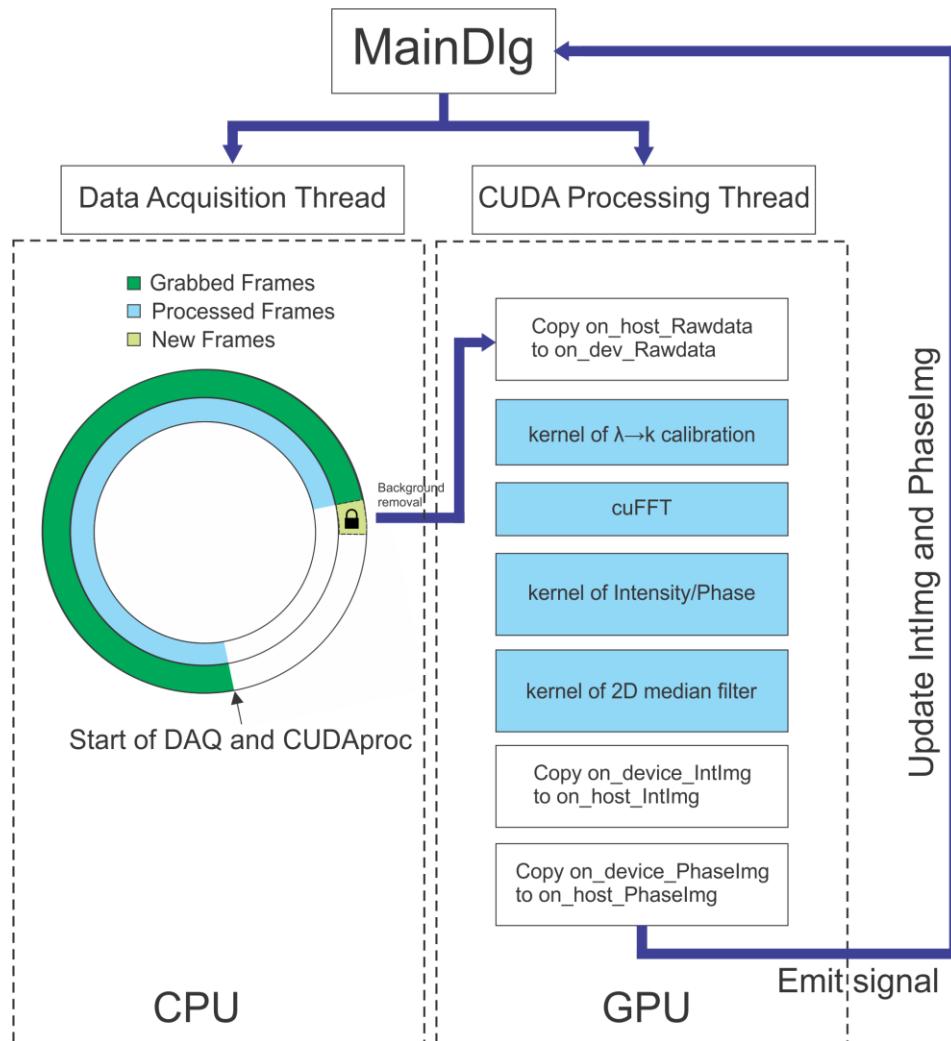 MainDlg
Data Acquisition Thread
CUDA Processing Thread
Grabbed Frames
Processed Frames
New Frames
Background
removal
Start of DAQ and CUDAproc
CPU
Copy on_host_Rawdata
to on_dev_Rawdata
kernel of λ→k calibration
cuFFT
kernel of Intensity/Phase
kernel of 2D median filter
Copy on_device_IntImg
to on_host_IntImg
Copy on_device_PhaseImg
to on_host_PhaseImg
GPU
Emit signal
Update IntImg and PhaseImg